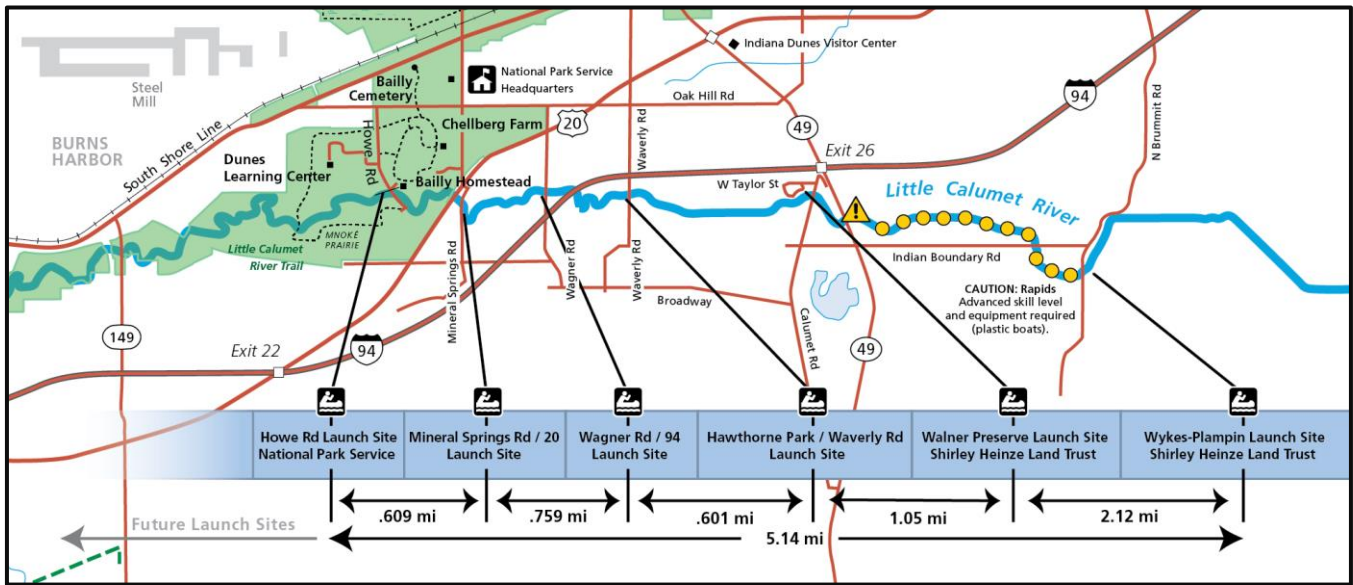 Steel
Mill
BURNS
HARBOR
South Shore Line
Bailly
Cemetery
National Park Service
Headquarters
Indiana Dunes Visitor Center
Oak Hill Rd
94
N Brummit Rd
Howe Rd
Chellberg Farm
20
Waverly Rd
49
Exit 26
Dunes
Learning Center
Bailly Homestead
W Taylor St
Little Calumet
River
MNOKÉ
PRAIRIE
Little Calumet
River Trail
Mineral Springs Rd
Wagner Rd
Waverly Rd
Broadway
Indian Boundary Rd
CAUTION: Rapids
Advanced skill level
and equipment required
(plastic boats).
149
Exit 22
94
Calumet Rd
49
Howe Rd Launch Site
National Park Service
Mineral Springs Rd / 20
Launch Site
Wagner Rd / 94
Launch Site
Hawthorne Park / Waverly Rd
Launch Site
Walner Preserve Launch Site
Shirley Heinze Land Trust
Wykes-Plampin Launch Site
Shirley Heinze Land Trust
.609 mi
.759 mi
.601 mi
1.05 mi
2.12 mi
Future Launch Sites
5.14 mi